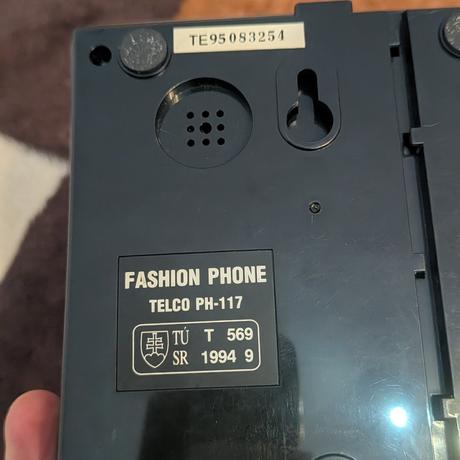 TE95083254
FASHION PHONE
TELCO PH-117
TÚ T 569
SR 1994 9